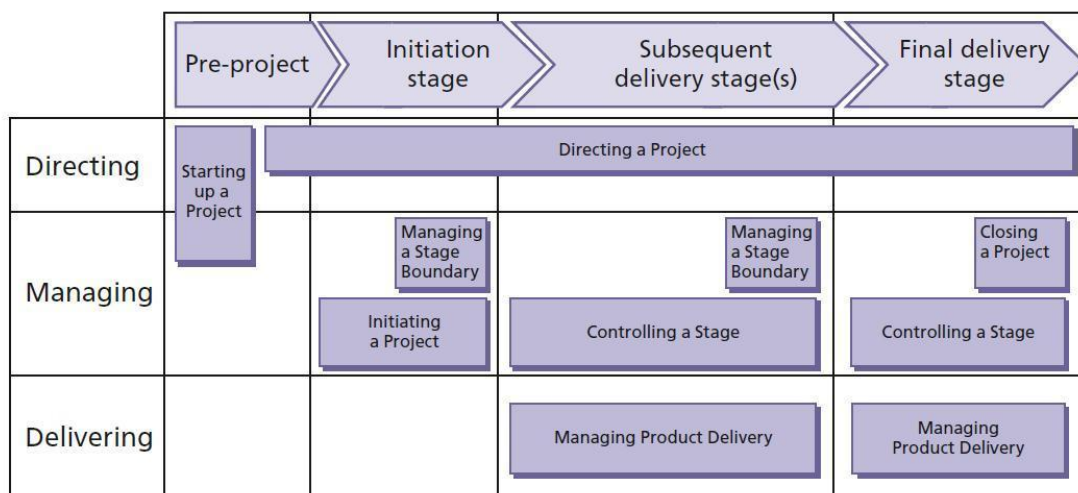 Pre-project
Initiation
stage
Subsequent
delivery stage(s)
Final delivery
stage
Directing
Starting
up a
Project
Directing a Project
Managing
Managing
a Stage
Boundary
Managing
a Stage
Boundary
Closing
a Project
Initiating
a Project
Controlling a Stage
Controlling a Stage
Delivering
Managing Product Delivery
Managing
Product Delivery